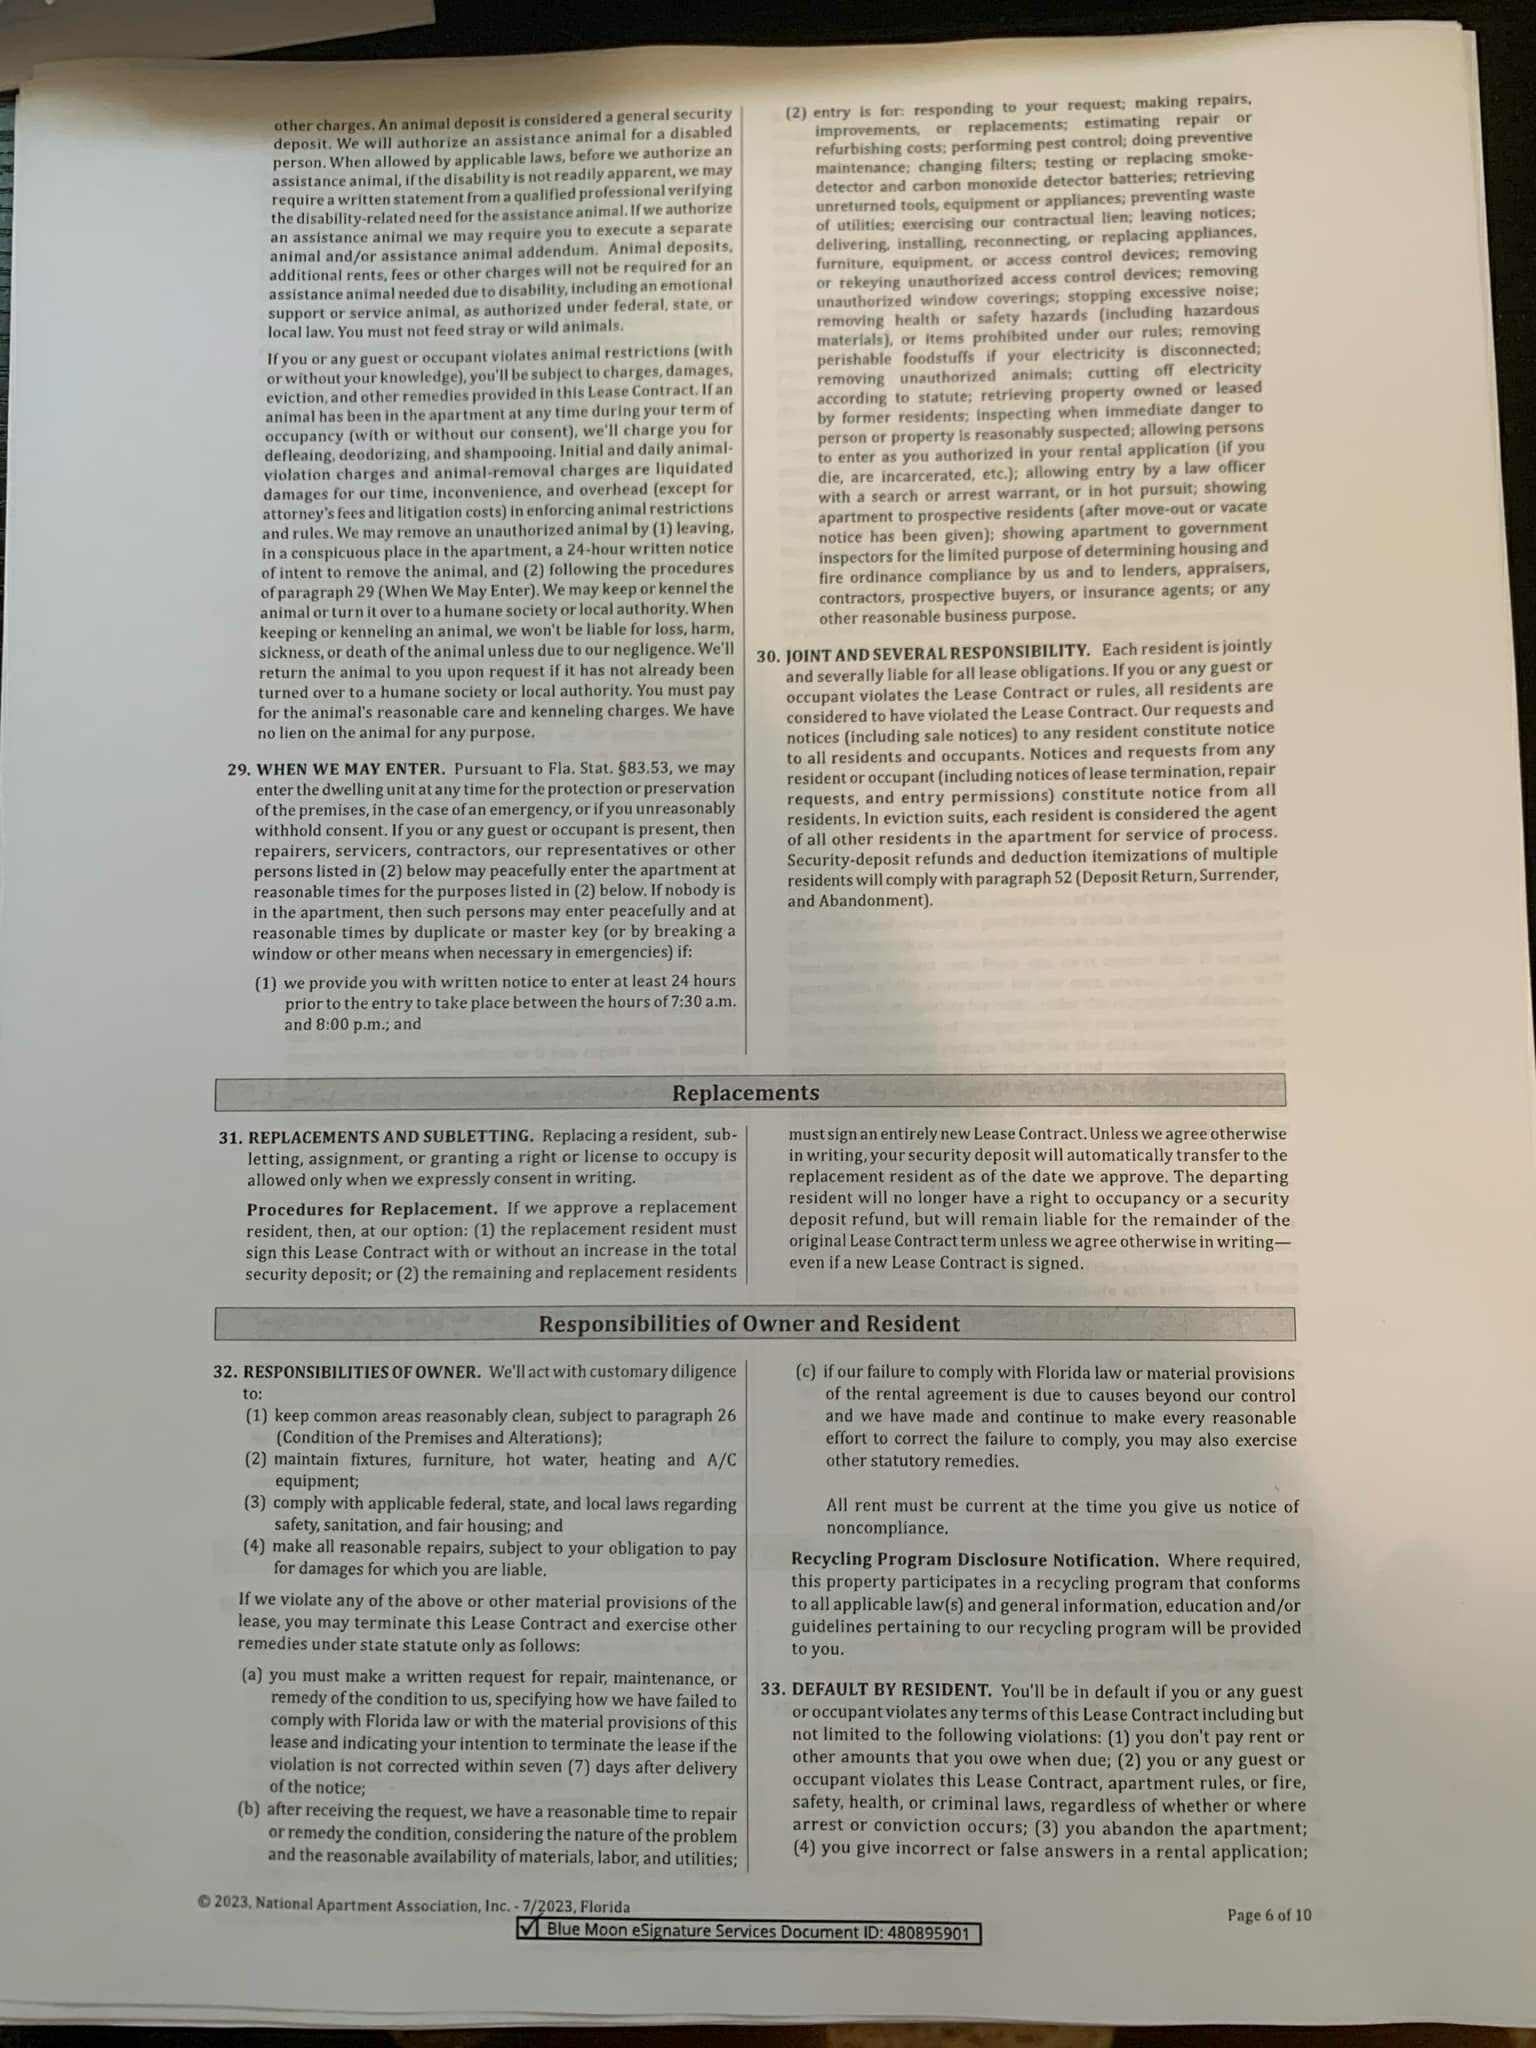 other charges. An animal deposit is considered a general security
deposit. We will authorize an assistance animal for a disabled
person. When allowed by applicable laws, before we authorize an
assistance animal, if the disability is not readily apparent, we may
require a written statement from a qualified professional verifying
the disability-related need for the assistance animal. If we authorize
an assistance animal we may require you to execute a separate
animal and/or assistance animal addendum. Animal deposits,
additional rents, fees or other charges will not be required for an
assistance animal needed due to disability, including an emotional
support or service animal, as authorized under federal, state, or
local law. You must not feed stray or wild animals.
If you or any guest or occupant violates animal restrictions (with
or without your knowledge), you'll be subject to charges, damages,
eviction, and other remedies provided in this Lease Contract. If an
animal has been in the apartment at any time during your term of
occupancy (with or without our consent), we'll charge you for
defleaing, deodorizing, and shampooing. Initial and daily animal-
violation charges and animal-removal charges are liquidated
damages for our time, inconvenience, and overhead (except for
attorney's fees and litigation costs) in enforcing animal restrictions
and rules. We may remove an unauthorized animal by (1) leaving,
in a conspicuous place in the apartment, a 24-hour written notice
of intent to remove the animal, and (2) following the procedures
of paragraph 29 (When We May Enter). We may keep or kennel the
animal or turn it over to a humane society or local authority. When
keeping or kenneling an animal, we won't be liable for loss, harm,
sickness, or death of the animal unless due to our negligence. We'll
return the animal to you upon request if it has not already been
turned over to a humane society or local authority. You must pay
for the animal's reasonable care and kenneling charges. We have
no lien on the animal for any purpose.
29. WHEN WE MAY ENTER. Pursuant to Fla. Stat. §83.53, we may
enter the dwelling unit at any time for the protection or preservation
of the premises, in the case of an emergency, or if you unreasonably
withhold consent. If you or any guest or occupant is present, then
repairers, servicers, contractors, our representatives or other
persons listed in (2) below may peacefully enter the apartment at
reasonable times for the purposes listed in (2) below. If nobody is
in the apartment, then such persons may enter peacefully and at
reasonable times by duplicate or master key (or by breaking a
window or other means when necessary in emergencies) if:
(1) we provide you with written notice to enter at least 24 hours
prior to the entry to take place between the hours of 7:30 a.m.
and 8:00 p.m.; and
(2) entry is for: responding to your request; making repairs,
improvements, or replacements; estimating repair or
refurbishing costs; performing pest control; doing preventive
maintenance; changing filters; testing or replacing smoke-
detector and carbon monoxide detector batteries; retrieving
unreturned tools, equipment or appliances; preventing waste
of utilities; exercising our contractual lien; leaving notices;
delivering, installing, reconnecting, or replacing appliances,
furniture, equipment, or access control devices; removing
or rekeying unauthorized access control devices; removing
unauthorized window coverings; stopping excessive noise;
removing health or safety hazards (including hazardous
materials), or items prohibited under our rules; removing
perishable foodstuffs if your electricity is disconnected;
removing unauthorized animals; cutting off electricity
according to statute; retrieving property owned or leased
by former residents; inspecting when immediate danger to
person or property is reasonably suspected; allowing persons
to enter as you authorized in your rental application (if you
die, are incarcerated, etc.); allowing entry by a law officer
with a search or arrest warrant, or in hot pursuit; showing
apartment to prospective residents (after move-out or vacate
notice has been given); showing apartment to government
inspectors for the limited purpose of determining housing and
fire ordinance compliance by us and to lenders, appraisers,
contractors, prospective buyers, or insurance agents; or any
other reasonable business purpose.
30. JOINT AND SEVERAL RESPONSIBILITY. Each resident is jointly
and severally liable for all lease obligations. If you or any guest or
occupant violates the Lease Contract or rules, all residents are
considered to have violated the Lease Contract. Our requests and
notices (including sale notices) to any resident constitute notice
to all residents and occupants. Notices and requests from any
resident or occupant (including notices of lease termination, repair
requests, and entry permissions) constitute notice from all
residents. In eviction suits, each resident is considered the agent
of all other residents in the apartment for service of process.
Security-deposit refunds and deduction itemizations of multiple
residents will comply with paragraph 52 (Deposit Return, Surrender,
and Abandonment).
Replacements
31. REPLACEMENTS AND SUBLETTING. Replacing a resident, sub-
letting, assignment, or granting a right or license to occupy is
allowed only when we expressly consent in writing.
Procedures for Replacement. If we approve a replacement
resident, then, at our option: (1) the replacement resident must
sign this Lease Contract with or without an increase in the total
security deposit; or (2) the remaining and replacement residents
must sign an entirely new Lease Contract. Unless we agree otherwise
in writing, your security deposit will automatically transfer to the
replacement resident as of the date we approve. The departing
resident will no longer have a right to occupancy or a security
deposit refund, but will remain liable for the remainder of the
original Lease Contract term unless we agree otherwise in writing—
even if a new Lease Contract is signed.
Responsibilities of Owner and Resident
32. RESPONSIBILITIES OF OWNER. We'll act with customary diligence
to:
(1) keep common areas reasonably clean, subject to paragraph 26
(Condition of the Premises and Alterations);
(2) maintain fixtures, furniture, hot water, heating and A/C
equipment;
(3) comply with applicable federal, state, and local laws regarding
safety, sanitation, and fair housing; and
(4) make all reasonable repairs, subject to your obligation to pay
for damages for which you are liable.
If we violate any of the above or other material provisions of the
lease, you may terminate this Lease Contract and exercise other
remedies under state statute only as follows:
(a) you must make a written request for repair, maintenance, or
remedy of the condition to us, specifying how we have failed to
comply with Florida law or with the material provisions of this
lease and indicating your intention to terminate the lease if the
violation is not corrected within seven (7) days after delivery
of the notice;
(b) after receiving the request, we have a reasonable time to repair
or remedy the condition, considering the nature of the problem
and the reasonable availability of materials, labor, and utilities;
(c) if our failure to comply with Florida law or material provisions
of the rental agreement is due to causes beyond our control
and we have made and continue to make every reasonable
effort to correct the failure to comply, you may also exercise
other statutory remedies.
All rent must be current at the time you give us notice of
noncompliance.
Recycling Program Disclosure Notification. Where required,
this property participates in a recycling program that conforms
to all applicable law(s) and general information, education and/or
guidelines pertaining to our recycling program will be provided
to you.
33. DEFAULT BY RESIDENT. You'll be in default if you or any guest
or occupant violates any terms of this Lease Contract including but
not limited to the following violations: (1) you don't pay rent or
other amounts that you owe when due; (2) you or any guest or
occupant violates this Lease Contract, apartment rules, or fire,
safety, health, or criminal laws, regardless of whether or where
arrest or conviction occurs; (3) you abandon the apartment;
(4) you give incorrect or false answers in a rental application;
© 2023, National Apartment Association, Inc. - 7/2023, Florida
Blue Moon eSignature Services Document ID: 480895901
Page 6 of 10